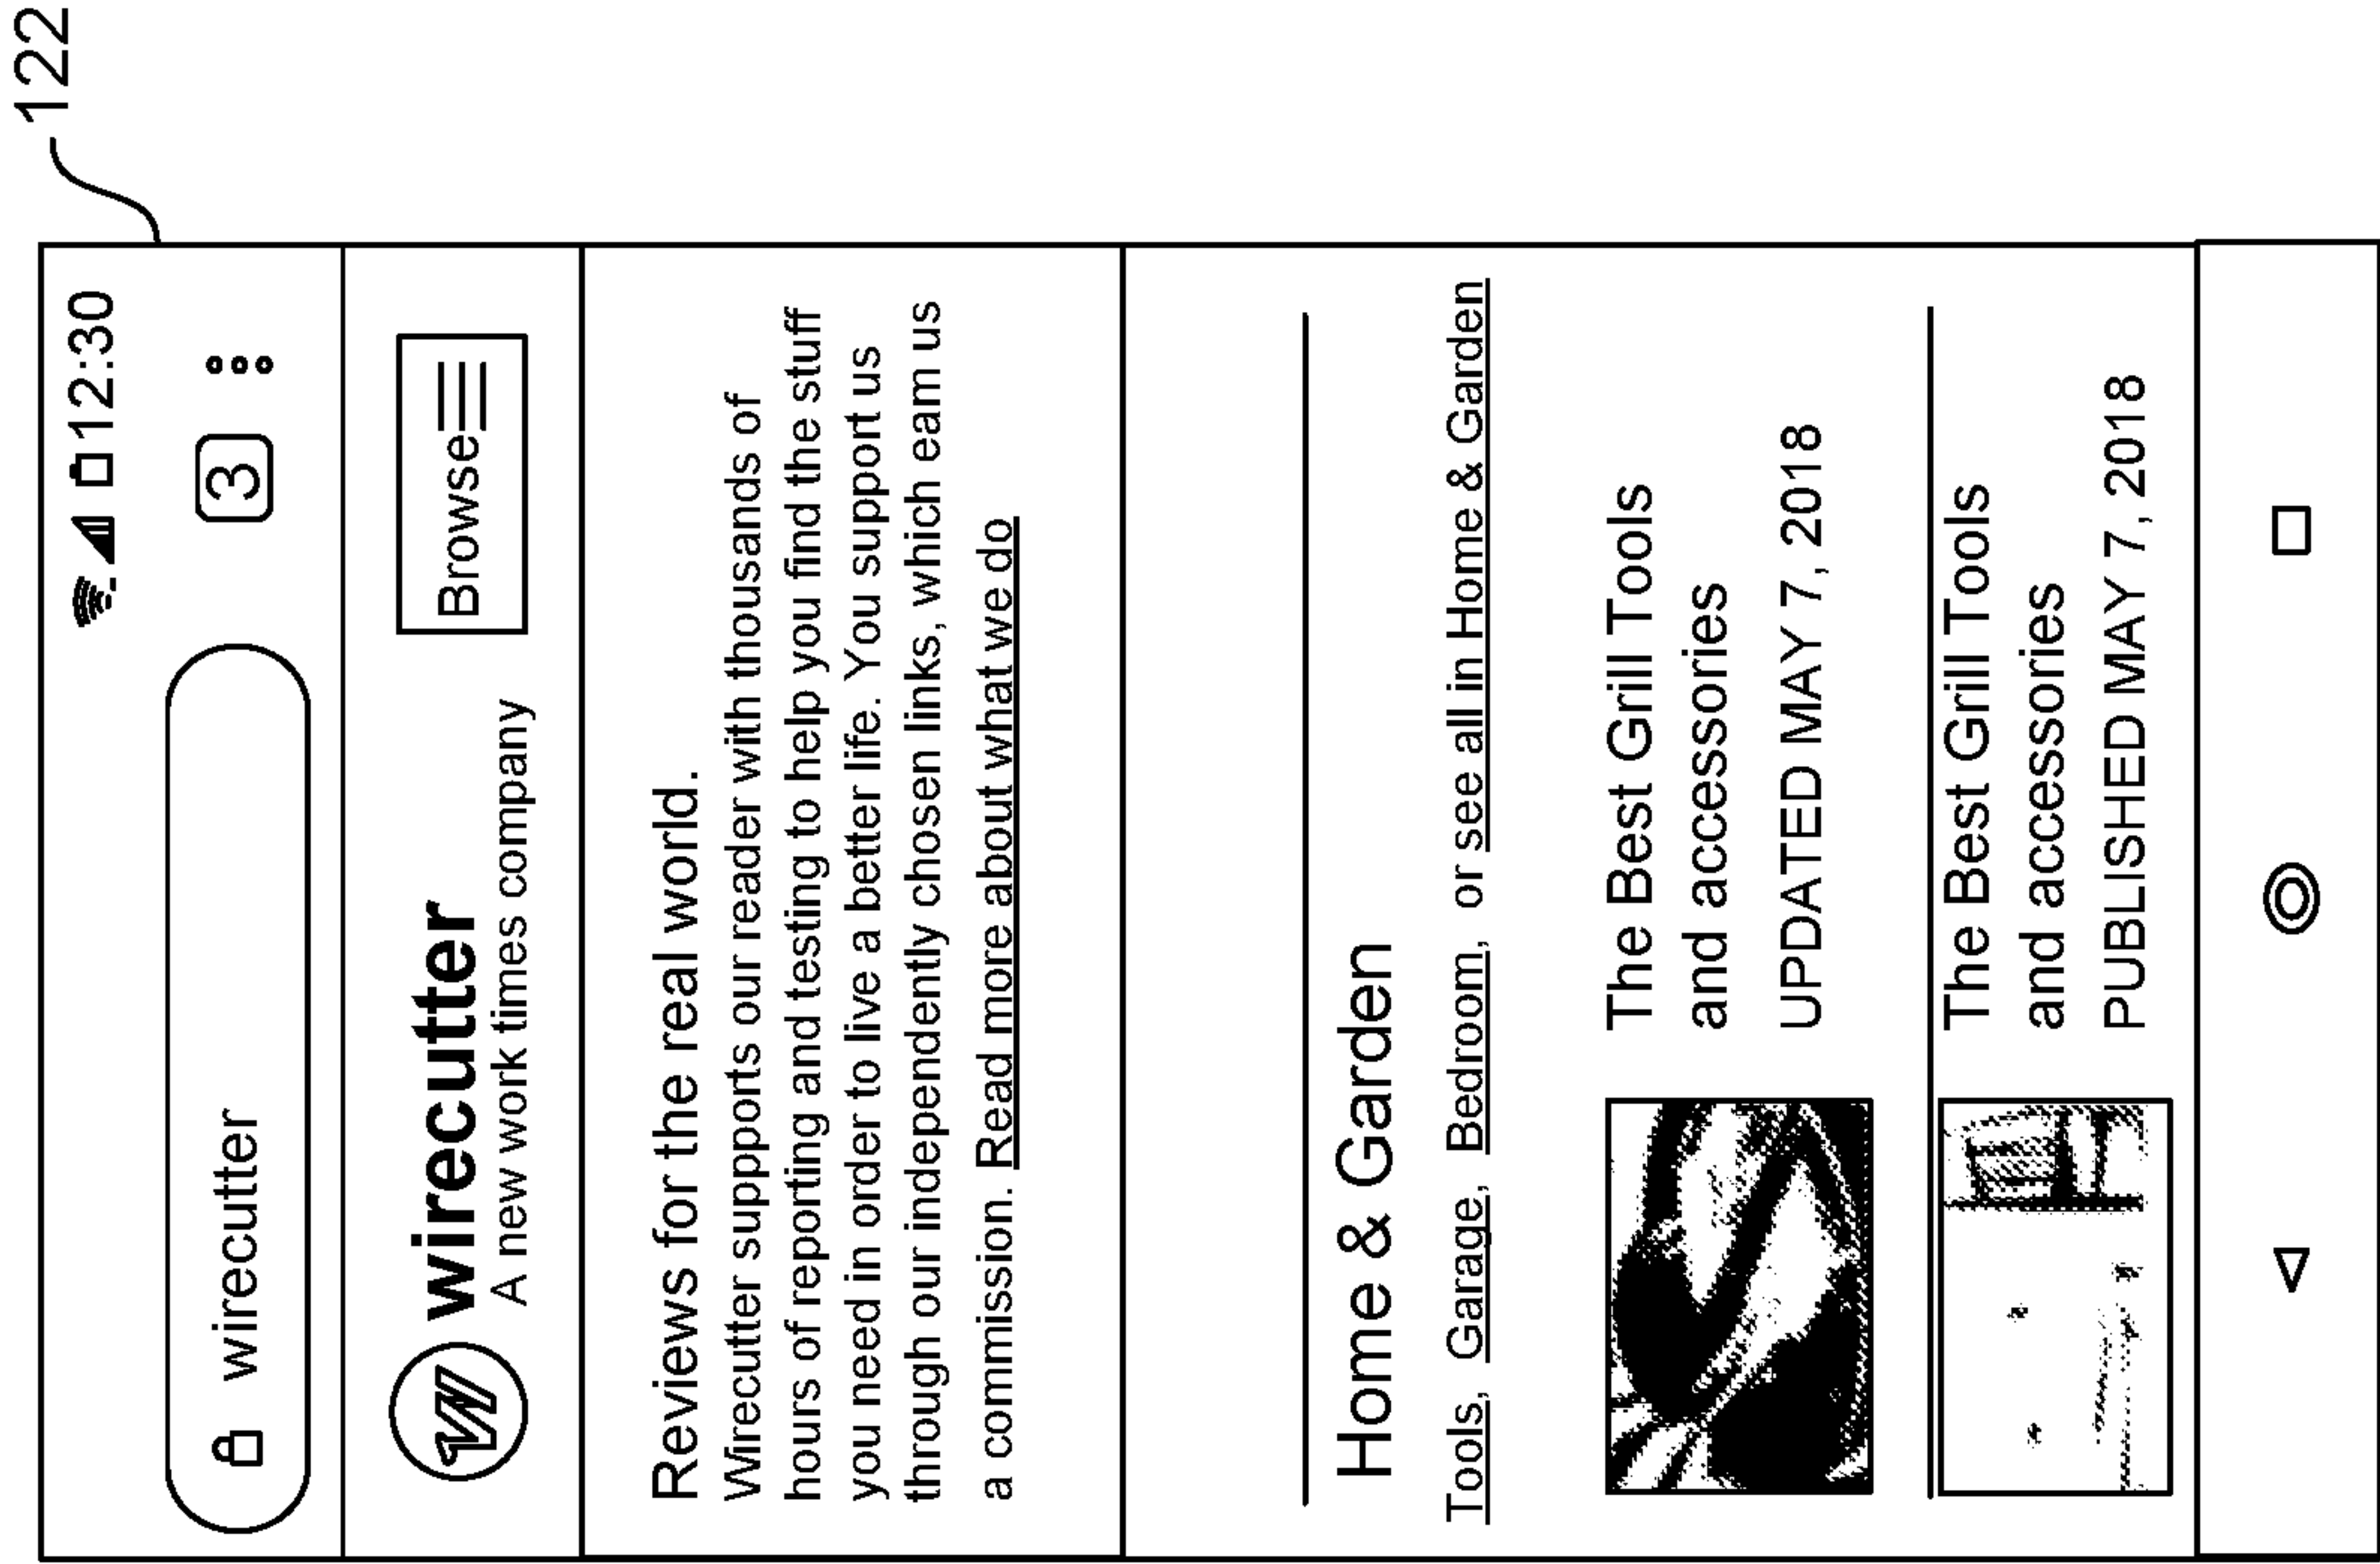 122
12:30
wirecutter
3
wirecutter
A new work times company
Browse
Reviews for the real world.
Wirecutter supports our reader with thousands of
hours of reporting and testing to help you find the stuff
you need in order to live a better life. You support us
through our independently chosen links, which eam us
a commission. Read more about what we do
Home & Garden
Tools, Garage, Bedroom, or see all in Home & Garden
The Best Grill Tools
and accessories
UPDATED MAY 7, 2018
The Best Grill Tools
and accessories
PUBLISHED MAY 7, 2018